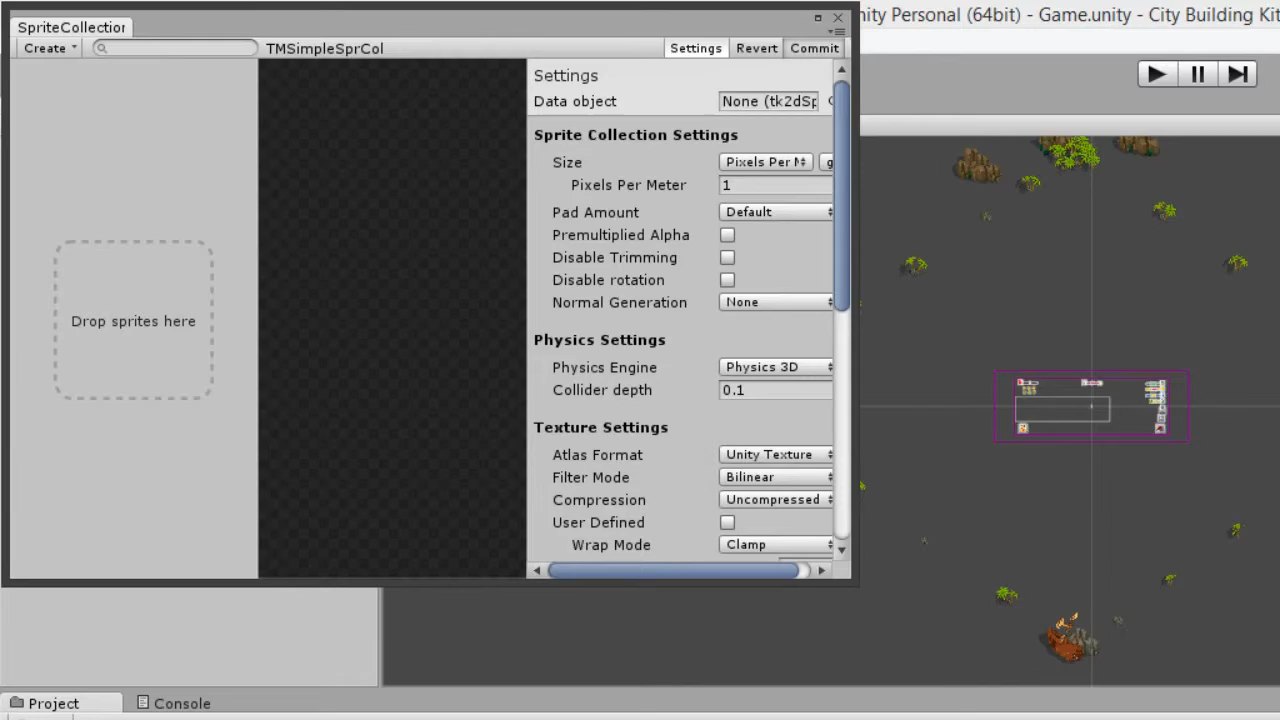 SpriteCollection
nity Personal (64bit) - Game.unity - City Building Kit
Create
TMSimpleSprCol
Settings
Revert
Commit
Settings
Data object
None (tk2dSp
Sprite Collection Settings
Size
Pixels Per M
g
Pixels Per Meter
1
Pad Amount
Default
Premultiplied Alpha
Disable Trimming
Disable rotation
Normal Generation
None
Drop sprites here
Physics Settings
Physics Engine
Physics 3D
Collider depth
0.1
Texture Settings
Atlas Format
Unity Texture
Filter Mode
Bilinear
Compression
Uncompressed
User Defined
Wrap Mode
Clamp
Project
Console